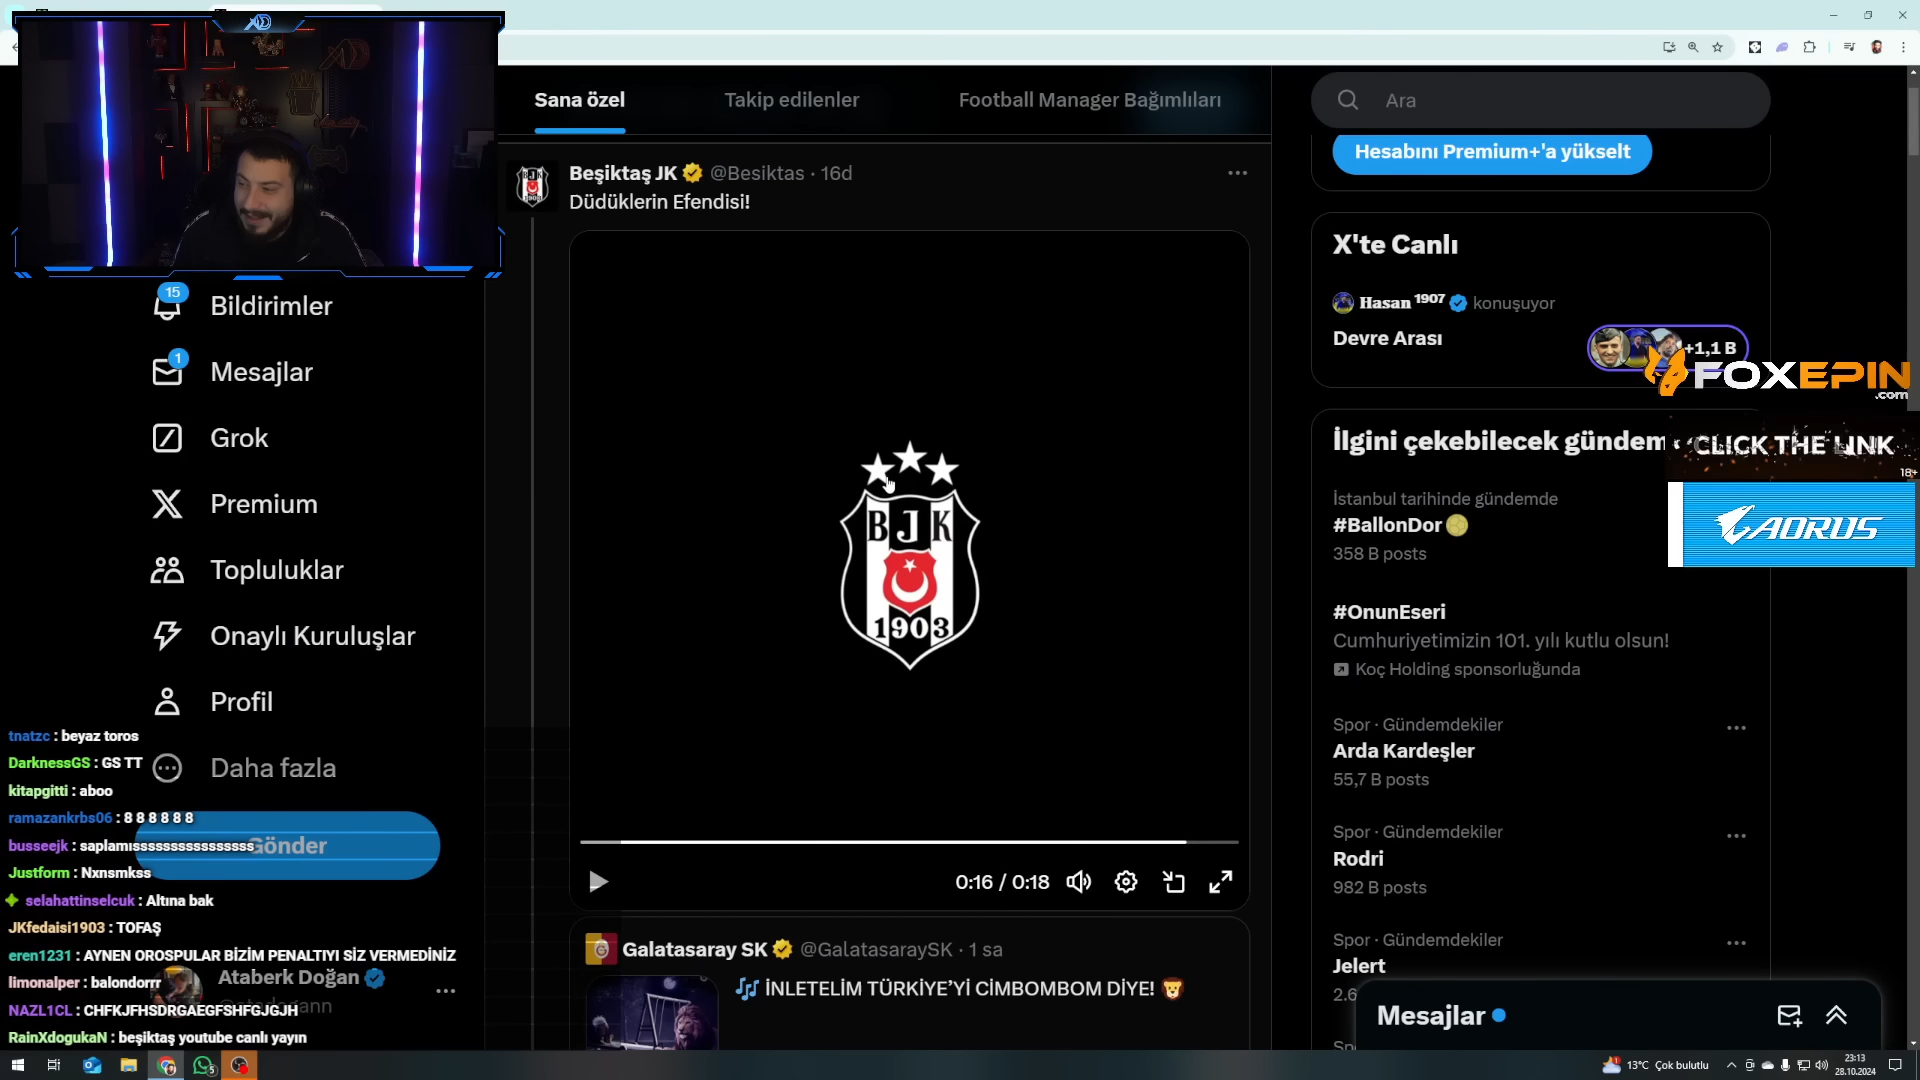 Sana özel
Takip edilenler
Football Manager Bağımlıları
Ara
Hesabını Premium+'a yükselt
Beşiktaş JK @Besiktas · 16d
Düdüklerin Efendisi!
X'te Canlı
Hasan 1907 konuşuyor
Devre Arası
+1,1 B
FOXEPIN
.com
15
Bildirimler
1
Mesajlar
Grok
Premium
Topluluklar
Onaylı Kuruluşlar
Profil
Daha fazla
Gönder
BJK
1903
İlgini çekebilecek gündem
CLICK THE LINK
18+
AORUS
İstanbul tarihinde gündemde
#BallonDor
358 B posts
#OnunEseri
Cumhuriyetimizin 101. yılı kutlu olsun!
Koç Holding sponsorluğunda
Spor · Gündemdekiler
Arda Kardeşler
55,7 B posts
Spor · Gündemdekiler
Rodri
982 B posts
Spor · Gündemdekiler
Jelert
2.6
Mesajlar
0:16 / 0:18
Galatasaray SK @GalatasaraySK · 1 sa
İNLETELİM TÜRKİYE’Yİ CİMBOMBOM DİYE!
tnatzc : beyaz toros
DarknessGS : GS TT
kitapgitti : aboo
ramazankrbs06 : 8 8 8 8 8 8
busseejk : saplamısssssssssssssssss
Justform : Nxnsmkss
selahattinselcuk : Altına bak
JKfedaisi1903 : TOFAŞ
eren1231 : AYNEN OROSPULAR BİZİM PENALTIYI SİZ VERMEDİNİZ
limonalper : balondorrr
Ataberk Doğan
NAZL1CL : CHFKJFHSDRGAEGFSHFGJGJH
RainXdogukaN : beşiktaş youtube canlı yayın
5
13°C Çok bulutlu
23:13
28.10.2024